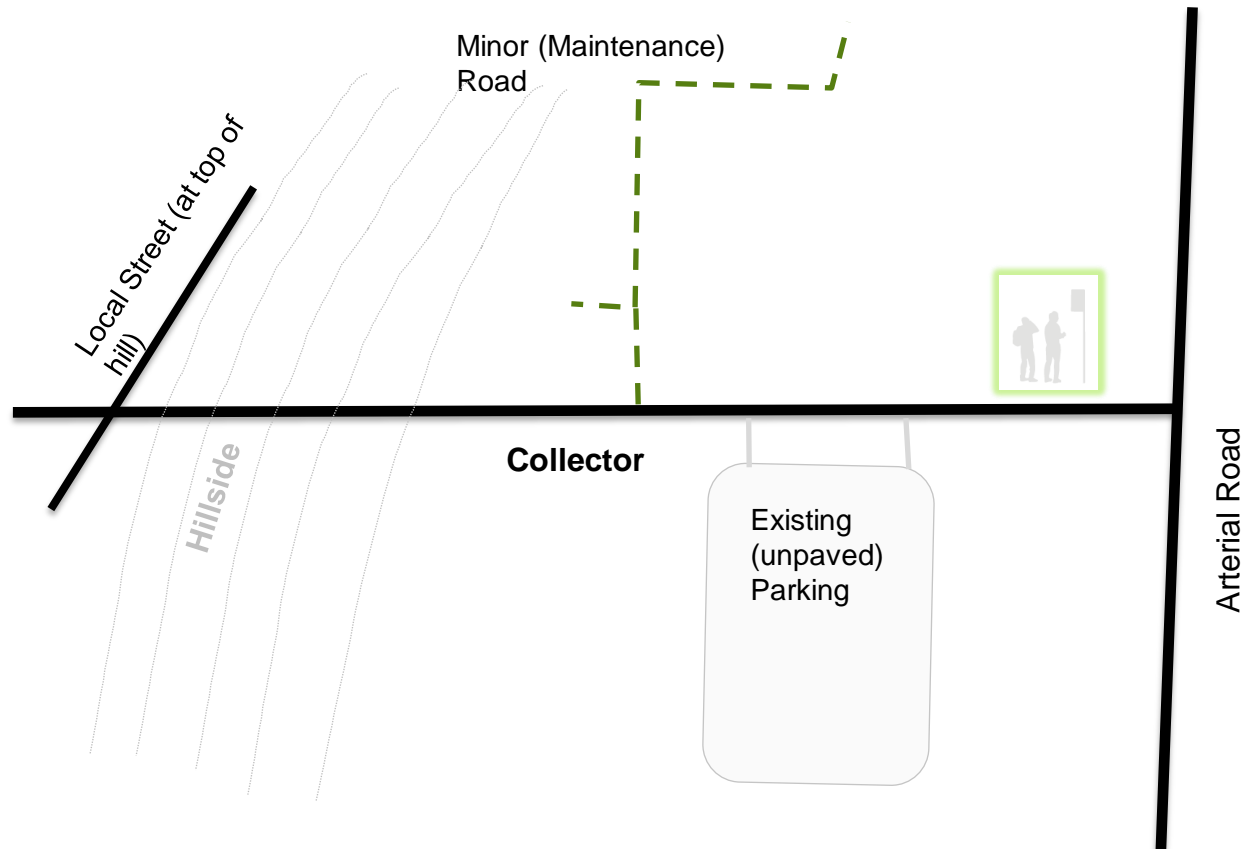 Minor (Maintenance)
Road
Local Street (at top of
hill)
Hillside
Collector
Existing
(unpaved)
Parking
Arterial Road